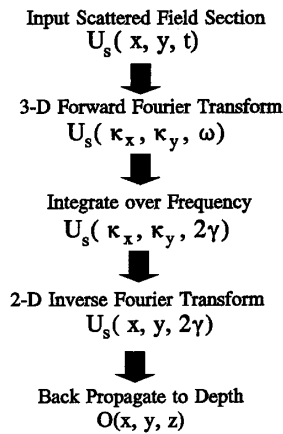 Input Scattered Field Section
Us( x, y, t)
3-D Forward Fourier Transform
Us( κx, κy, ω)
Integrate over Frequency
Us( κx, κy, 2γ)
2-D Inverse Fourier Transform
Us( x, y, 2γ)
Back Propagate to Depth
O(x, y, z)